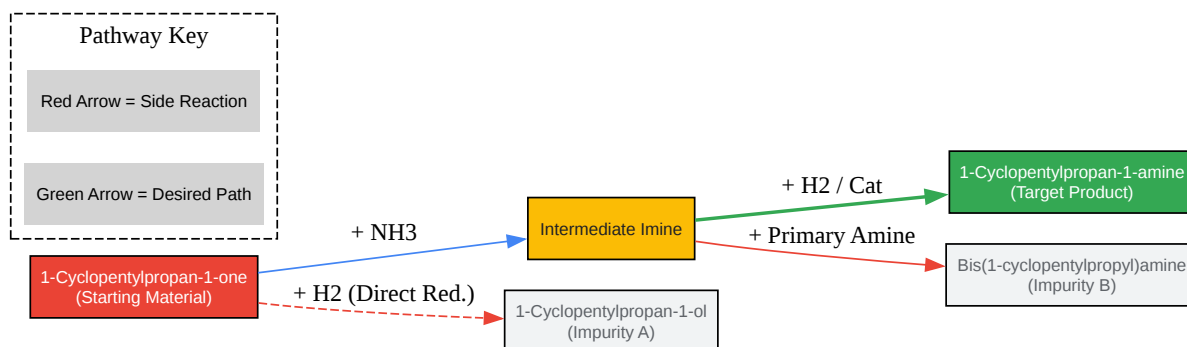 Pathway Key
Red Arrow = Side Reaction
Green Arrow = Desired Path
1-Cyclopentylpropan-1-one
(Starting Material)
+ NH3
+ H2 (Direct Red.)
Intermediate Imine
1-Cyclopentylpropan-1-ol
(Impurity A)
+ H2 / Cat
+ Primary Amine
1-Cyclopentylpropan-1-amine
(Target Product)
Bis(1-cyclopentylpropyl)amine
(Impurity B)